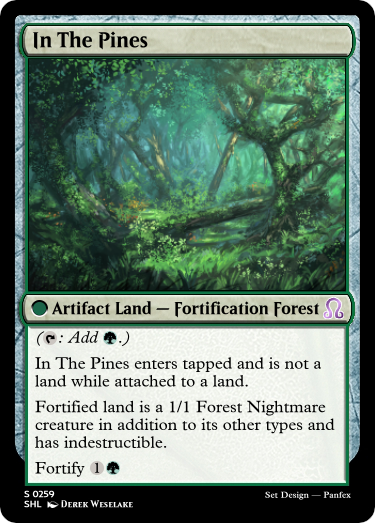 In The Pines
Artifact Land — Fortification Forest
(T: Add G.)
In The Pines enters tapped and is not a
land while attached to a land.
Fortified land is a 1/1 Forest Nightmare
creature in addition to its other types and
has indestructible.
Fortify 1
S 0259
SHL Derek Weselake
Set Design — Panfex